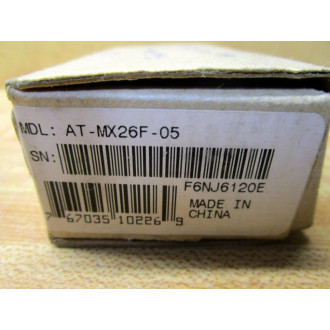 MDL: AT-MX26F-05
SN:
F6NJ6120E
MADE IN
CHINA
7 67035 10226 9